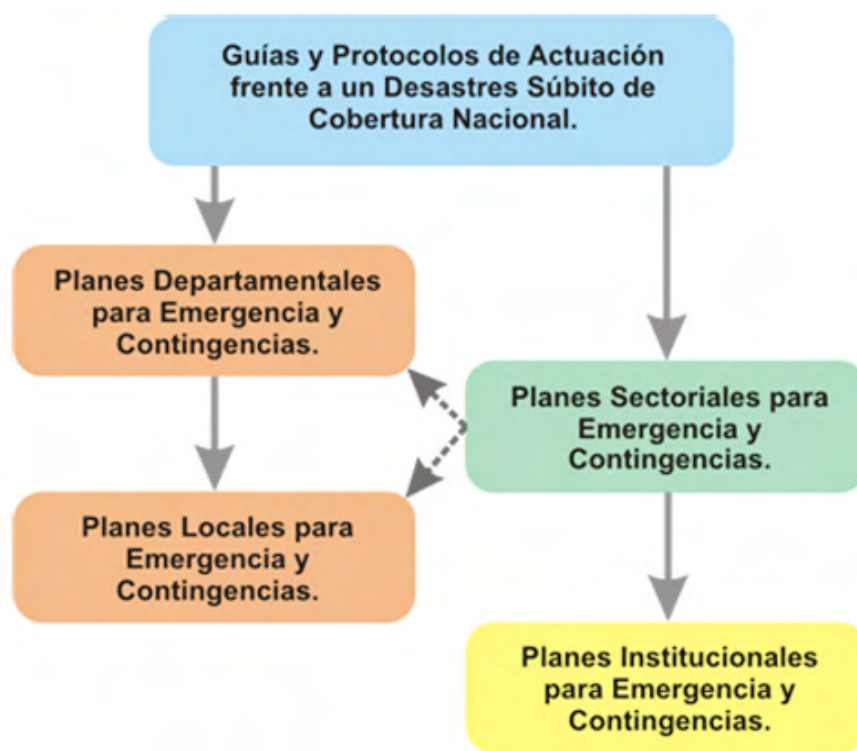 Guías y Protocolos de Actuación
frente a un Desastres Súbito de
Cobertura Nacional.
Planes Departamentales
para Emergencia y
Contingencias.
Planes Sectoriales para
Emergencia y
Contingencias.
Planes Locales para
Emergencia y
Contingencias.
Planes Institucionales
para Emergencia y
Contingencias.